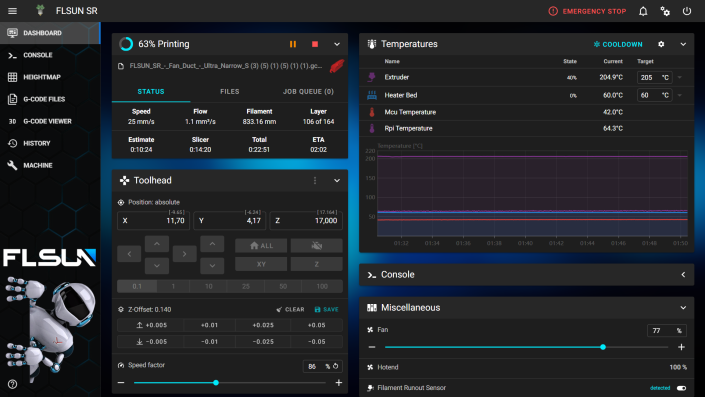 FLSUN SR
EMERGENCY STOP
DASHBOARD
CONSOLE
HEIGHTMAP
G-CODE FILES
G-CODE VIEWER
HISTORY
MACHINE
FLSUN
63% Printing
FLSUN_SR_-_Fan_Duct_-_Ultra_Narrow_S (3) (5) (1) (5) (1) (1).gc...
STATUS FILES JOB QUEUE (0)
Speed Flow Filament Layer
25 mm/s 1.1 mm³/s 833.16 mm 106 of 164
Estimate Slicer Total ETA
0:10:24 0:14:20 0:22:51 02:02
Toolhead
Position: absolute
[-4.65] [-6.24] [17.164]
X 11,70 Y 4,17 Z 17,000
ALL
XY Z
0.1 1 10 25 50 100
Z-Offset: 0.140 CLEAR SAVE
+0.005 +0.01 +0.025 +0.05
-0.005 -0.01 -0.025 -0.05
Speed factor 86 %
Temperatures COOLDOWN
Name State Current Target
Extruder 40% 204.9°C 205 °C
Heater Bed 0% 60.0°C 60 °C
Mcu Temperature 42.0°C
Rpi Temperature 64.3°C
Temperature [°C]
220
200
150
100
50
01:32 01:34 01:36 01:38 01:40 01:42 01:44 01:46 01:48 01:50
Console
Miscellaneous
Fan 77 %
Hotend 100 %
Filament Runout Sensor detected